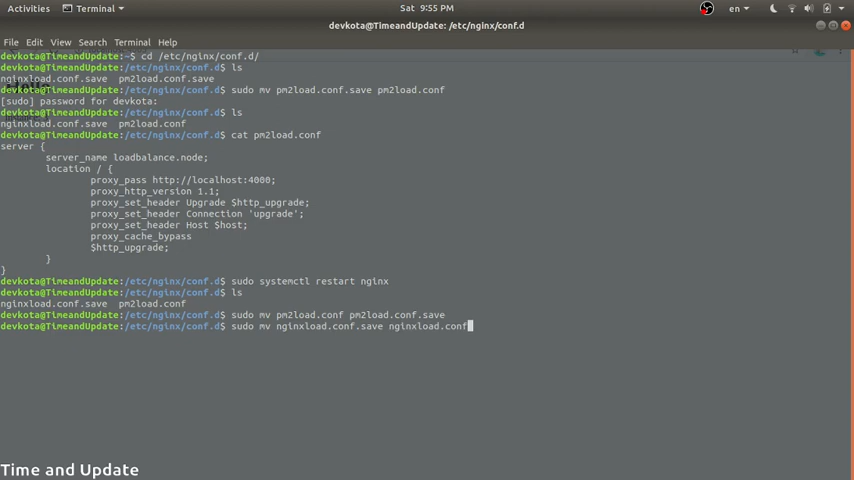 Activities Terminal Sat 9:55 PM en
devkota@TimeandUpdate: /etc/nginx/conf.d
File Edit View Search Terminal Help
devkota@TimeandUpdate:~$ cd /etc/nginx/conf.d/
devkota@TimeandUpdate:/etc/nginx/conf.d$ ls
nginxload.conf.save pm2load.conf.save
devkota@TimeandUpdate:/etc/nginx/conf.d$ sudo mv pm2load.conf.save pm2load.conf
[sudo] password for devkota:
devkota@TimeandUpdate:/etc/nginx/conf.d$ ls
nginxload.conf.save pm2load.conf
devkota@TimeandUpdate:/etc/nginx/conf.d$ cat pm2load.conf
server {
server_name loadbalance.node;
location / {
proxy_pass http://localhost:4000;
proxy_http_version 1.1;
proxy_set_header Upgrade $http_upgrade;
proxy_set_header Connection 'upgrade';
proxy_set_header Host $host;
proxy_cache_bypass
$http_upgrade;
}
}
devkota@TimeandUpdate:/etc/nginx/conf.d$ sudo systemctl restart nginx
devkota@TimeandUpdate:/etc/nginx/conf.d$ ls
nginxload.conf.save pm2load.conf
devkota@TimeandUpdate:/etc/nginx/conf.d$ sudo mv pm2load.conf pm2load.conf.save
devkota@TimeandUpdate:/etc/nginx/conf.d$ sudo mv nginxload.conf.save nginxload.conf
Time and Update